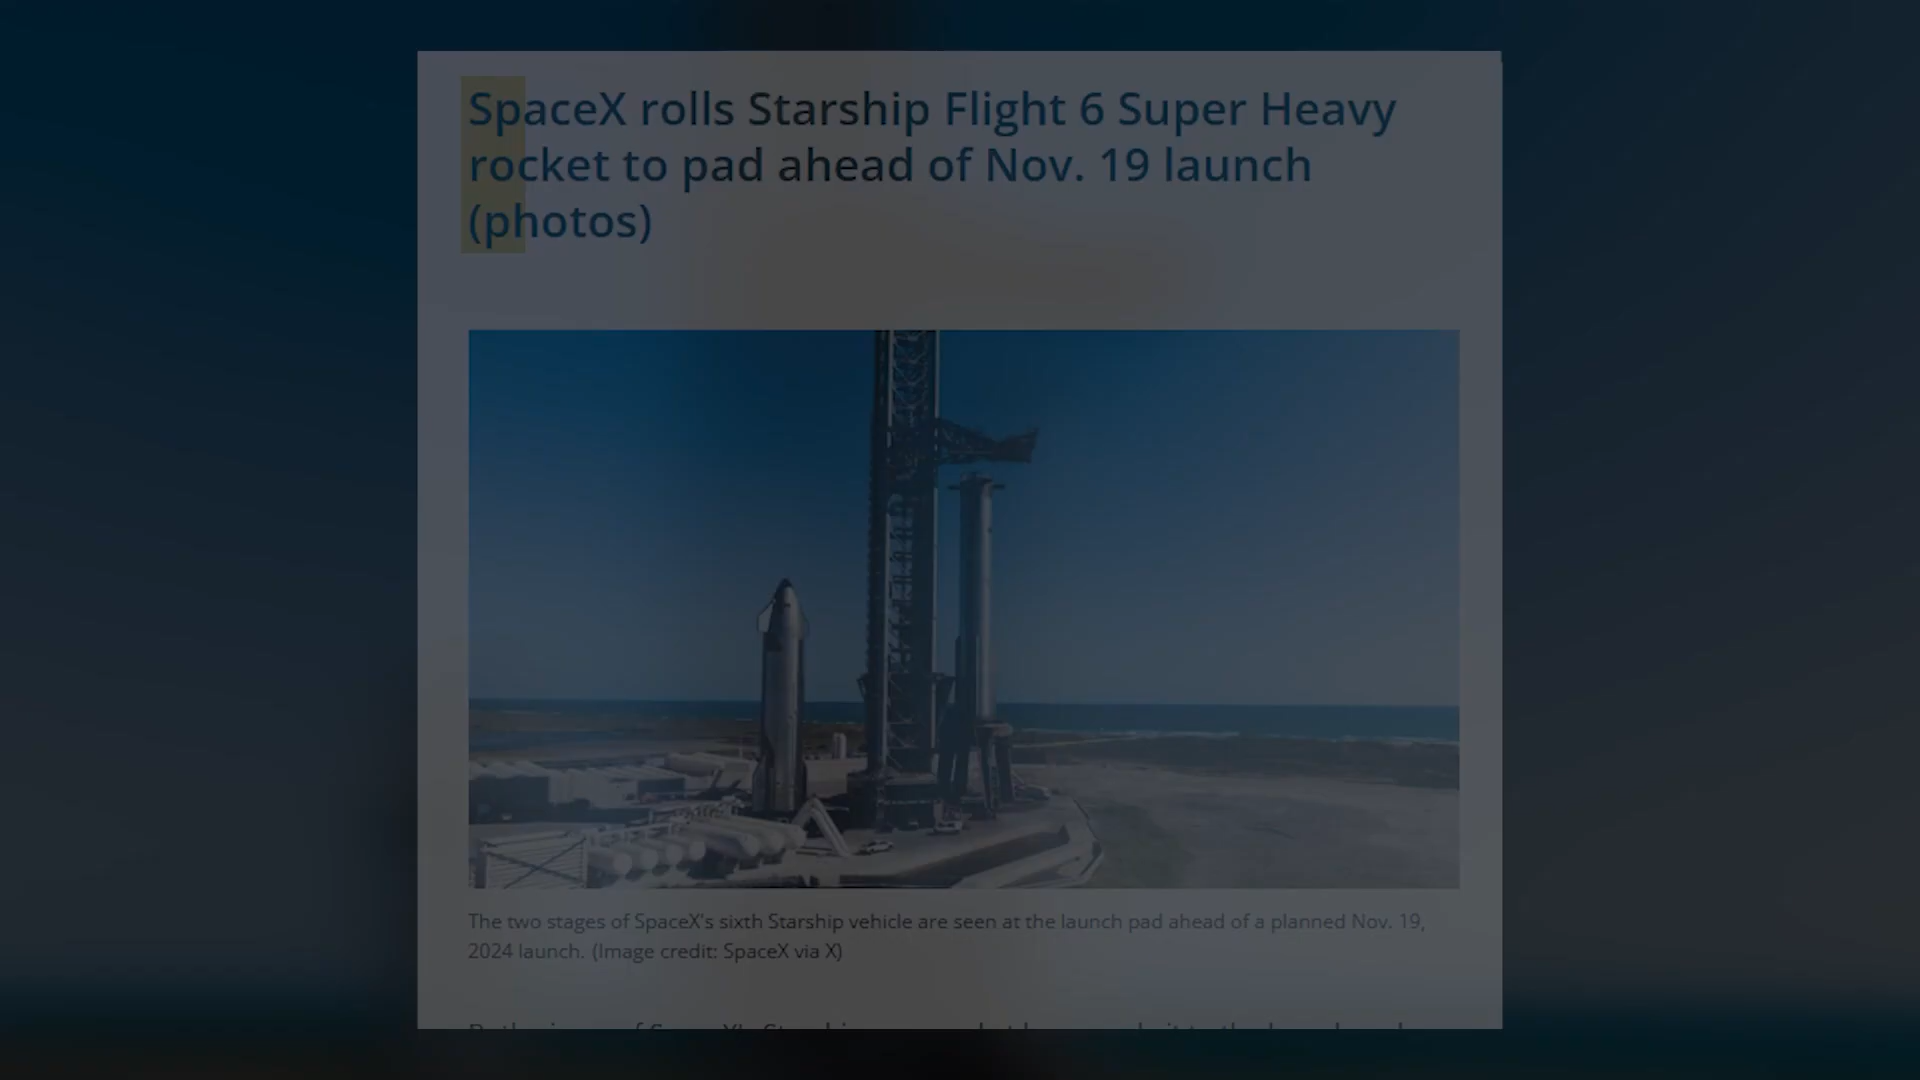 SpaceX rolls Starship Flight 6 Super Heavy
rocket to pad ahead of Nov. 19 launch
(photos)
The two stages of SpaceX's sixth Starship vehicle are seen at the launch pad ahead of a planned Nov. 19,
2024 launch. (Image credit: SpaceX via X)